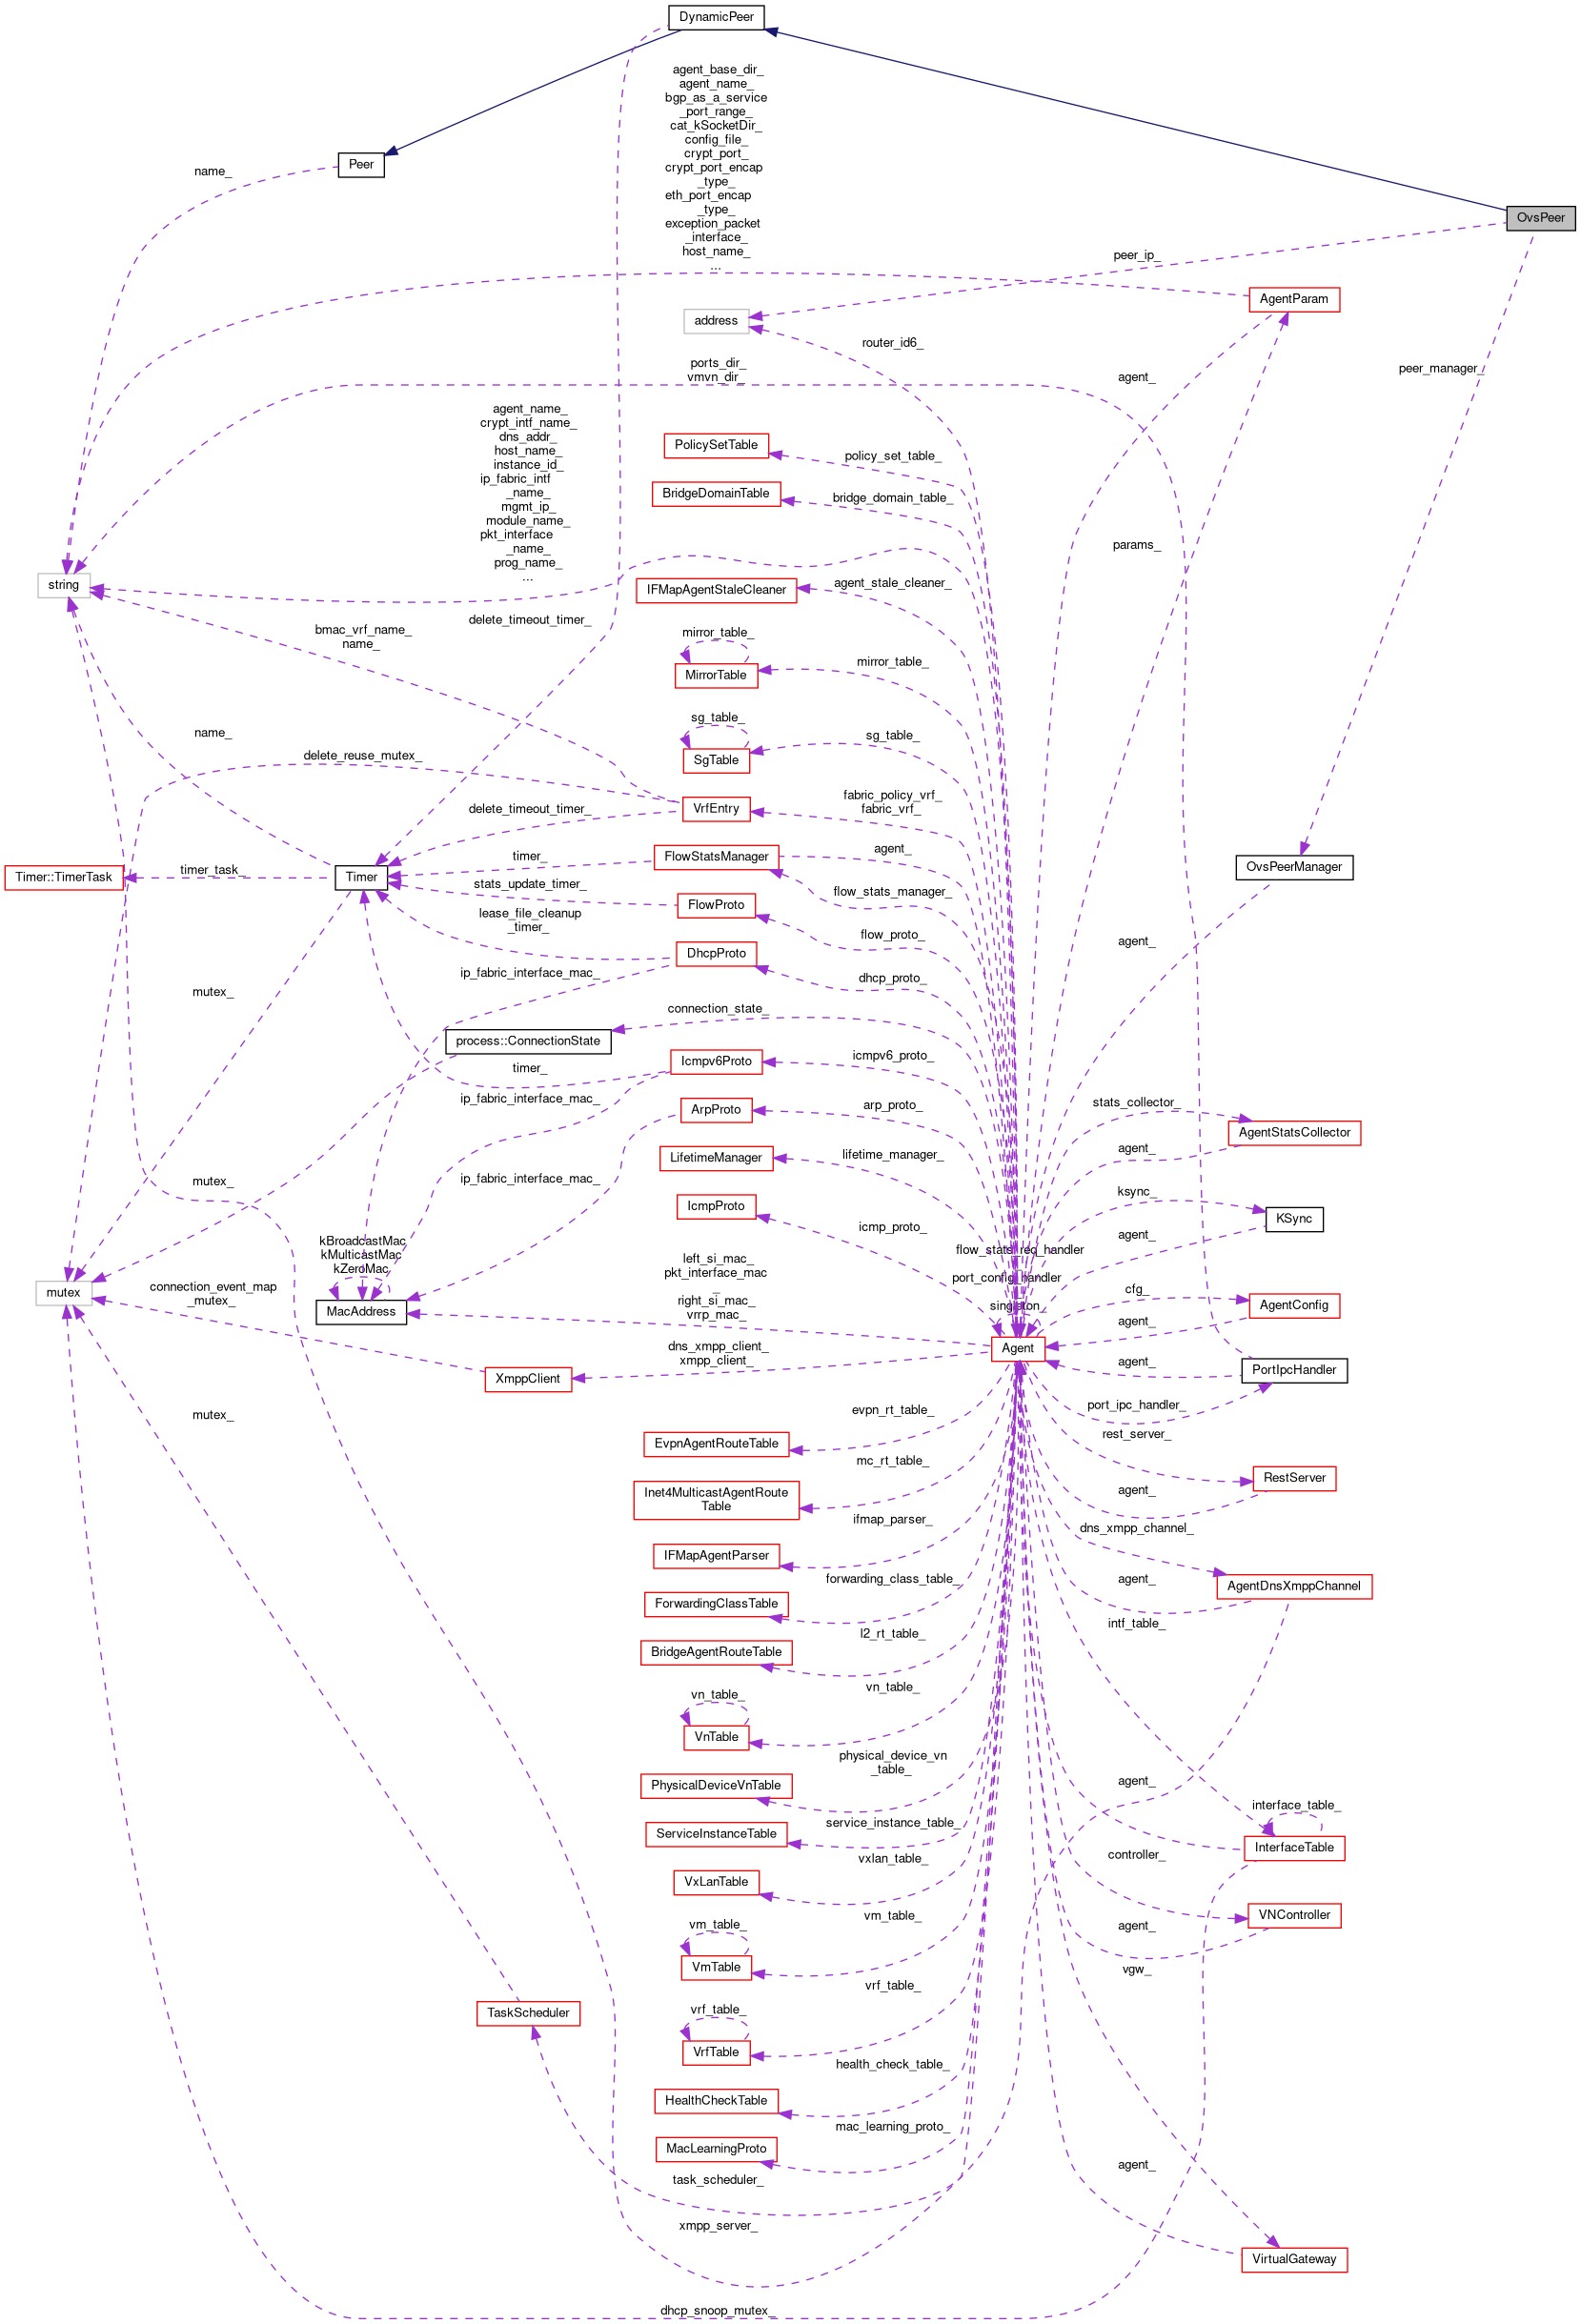 DynamicPeer
agent_base_dir_
agent_name_
bgp_as_a_service
_port_range_
cat_kSocketDir_
config_file_
crypt_port_
crypt_port_encap
_type_
eth_port_encap
_type_
exception_packet
_interface_
host_name_
...
Peer
name_
OvsPeer
peer_ip_
AgentParam
address
router_id6_
ports_dir_
vmvn_dir_
agent_
peer_manager_
agent_name_
crypt_intf_name_
dns_addr_
host_name_
instance_id_
ip_fabric_intf
_name_
mgmt_ip_
module_name_
pkt_interface
_name_
prog_name_
...
PolicySetTable
policy_set_table_
BridgeDomainTable
bridge_domain_table_
params_
string
IFMapAgentStaleCleaner
agent_stale_cleaner_
delete_timeout_timer_
bmac_vrf_name_
name_
mirror_table_
MirrorTable
mirror_table_
name_
sg_table_
SgTable
sg_table_
delete_reuse_mutex_
VrfEntry
fabric_policy_vrf_
fabric_vrf_
delete_timeout_timer_
Timer::TimerTask
timer_task_
Timer
timer_
FlowStatsManager
agent_
OvsPeerManager
stats_update_timer_
flow_stats_manager_
FlowProto
lease_file_cleanup
_timer_
flow_proto_
agent_
DhcpProto
ip_fabric_interface_mac_
dhcp_proto_
mutex_
connection_state_
process::ConnectionState
Icmpv6Proto
icmpv6_proto_
timer_
ip_fabric_interface_mac_
ArpProto
arp_proto_
stats_collector_
AgentStatsCollector
LifetimeManager
lifetime_manager_
agent_
mutex_
ip_fabric_interface_mac_
IcmpProto
icmp_proto_
ksync_
KSync
agent_
kBroadcastMac
kMulticastMac
kZeroMac
flow_stats_req_handler
port_config_handler
singleton_
left_si_mac_
pkt_interface_mac
_
right_si_mac_
vrrp_mac_
mutex
connection_event_map
_mutex_
MacAddress
cfg_
AgentConfig
agent_
Agent
dns_xmpp_client_
xmpp_client_
XmppClient
agent_
PortIpcHandler
mutex_
evpn_rt_table_
port_ipc_handler_
EvpnAgentRouteTable
rest_server_
mc_rt_table_
RestServer
Inet4MulticastAgentRoute
Table
agent_
ifmap_parser_
dns_xmpp_channel_
IFMapAgentParser
forwarding_class_table_
agent_
AgentDnsXmppChannel
ForwardingClassTable
l2_rt_table_
intf_table_
BridgeAgentRouteTable
vn_table_
vn_table_
VnTable
physical_device_vn
_table_
PhysicalDeviceVnTable
agent_
interface_table_
service_instance_table_
ServiceInstanceTable
InterfaceTable
vxlan_table_
controller_
VxLanTable
vm_table_
vm_table_
VNController
agent_
VmTable
vrf_table_
vgw_
TaskScheduler
vrf_table_
VrfTable
health_check_table_
HealthCheckTable
mac_learning_proto_
MacLearningProto
task_scheduler_
agent_
xmpp_server_
VirtualGateway
dhcp_snoop_mutex_